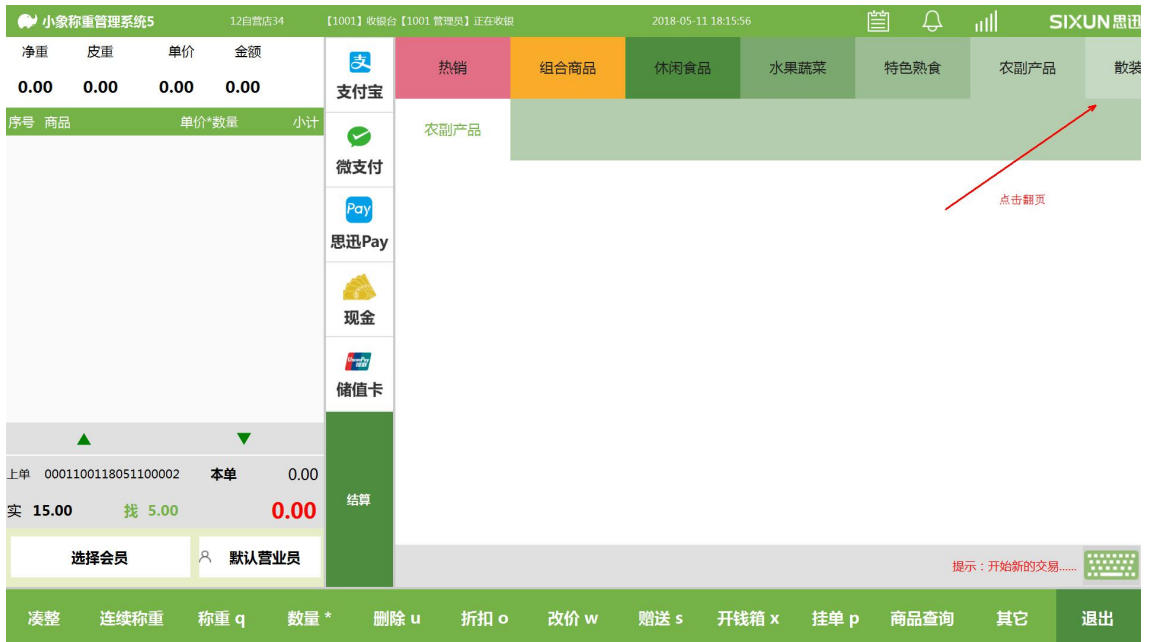 小象称重管理系统5 12自营店34 【1001】收银台【1001 管理员】正在收银 2018-05-11 18:15:56 SIXUN思迅
净重 皮重 单价 金额
0.00 0.00 0.00 0.00
序号 商品 单价*数量 小计
支付宝
微支付
Pay
思迅Pay
现金
UnionPay
储值卡
结算
热销 组合商品 休闲食品 水果蔬菜 特色熟食 农副产品 散装
农副产品
点击翻页
上单 0001100118051100002 本单 0.00
实 15.00 找 5.00 0.00
选择会员 默认营业员
提示：开始新的交易......
凑整 连续称重 称重 q 数量 * 删除 u 折扣 o 改价 w 赠送 s 开钱箱 x 挂单 p 商品查询 其它 退出